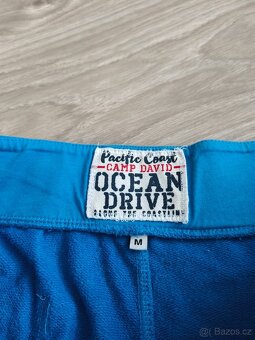 Pacific Coast
CAMP DAVID
OCEAN
DRIVE
ALONG THE COASTLINE
M
Bazos.cz